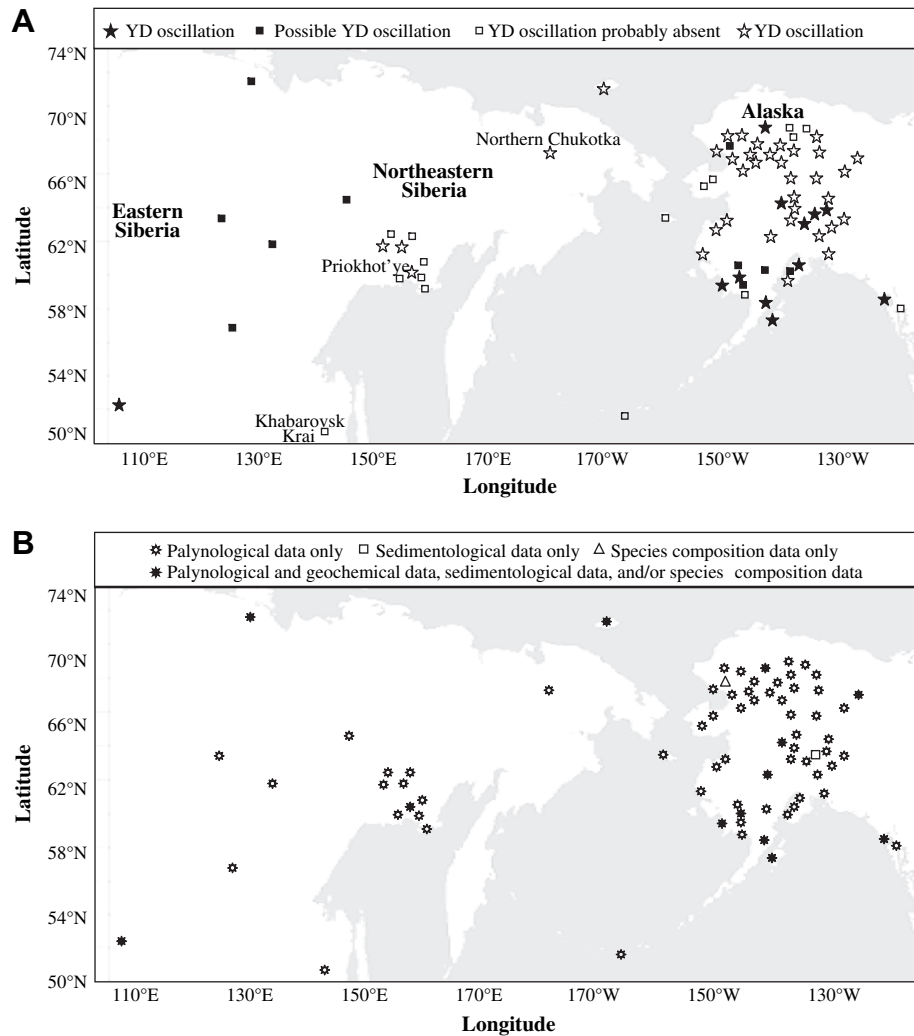 A
★ YD oscillation ■ Possible YD oscillation □ YD oscillation probably absent ☆ YD oscillation
74°N
70°N
66°N
62°N
58°N
54°N
50°N
Latitude
Alaska
Northern Chukotka
Northeastern
Siberia
Eastern
Siberia
Priokhot'ye
Khabarovsk
Krai
110°E 130°E 150°E 170°E 170°W 150°W 130°W
Longitude
B
Palynological data only □ Sedimentological data only △ Species composition data only
Palynological and geochemical data, sedimentological data, and/or species composition data
74°N
70°N
66°N
62°N
58°N
54°N
50°N
Latitude
110°E 130°E 150°E 170°E 170°W 150°W 130°W
Longitude